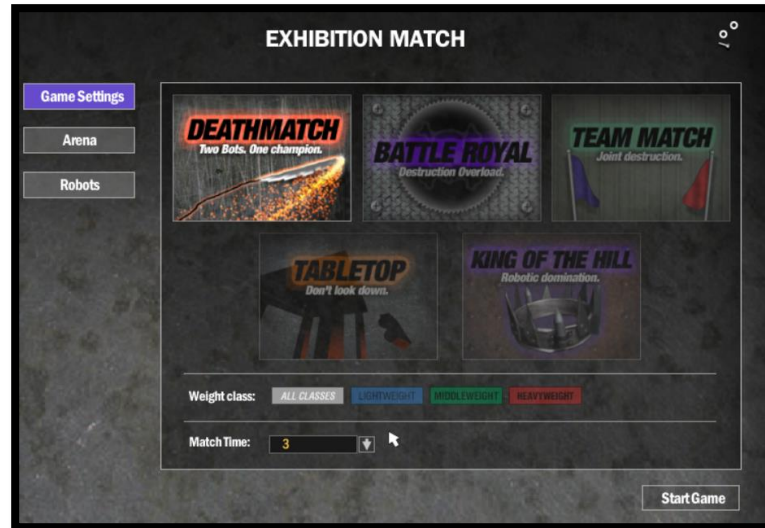 EXHIBITION MATCH
Game Settings
Arena
Robots
DEATHMATCH
Two Bots. One champion.
BATTLE ROYAL
Destruction Overload.
TEAM MATCH
Joint destruction.
TABLETOP
Don't look down.
KING OF THE HILL
Robotic domination.
Weight class: ALL CLASSES LIGHTWEIGHT MIDDLEWEIGHT HEAVYWEIGHT
Match Time: 3
Start Game